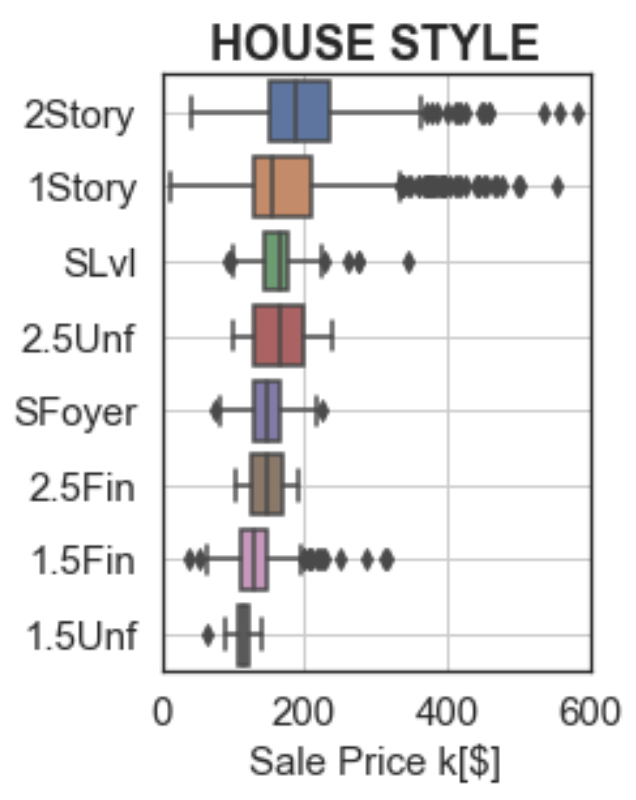 HOUSE STYLE
2Story
1Story
SLvl
2.5Unf
SFoyer
2.5Fin
1.5Fin
1.5Unf
0 200 400 600
Sale Price k[$]